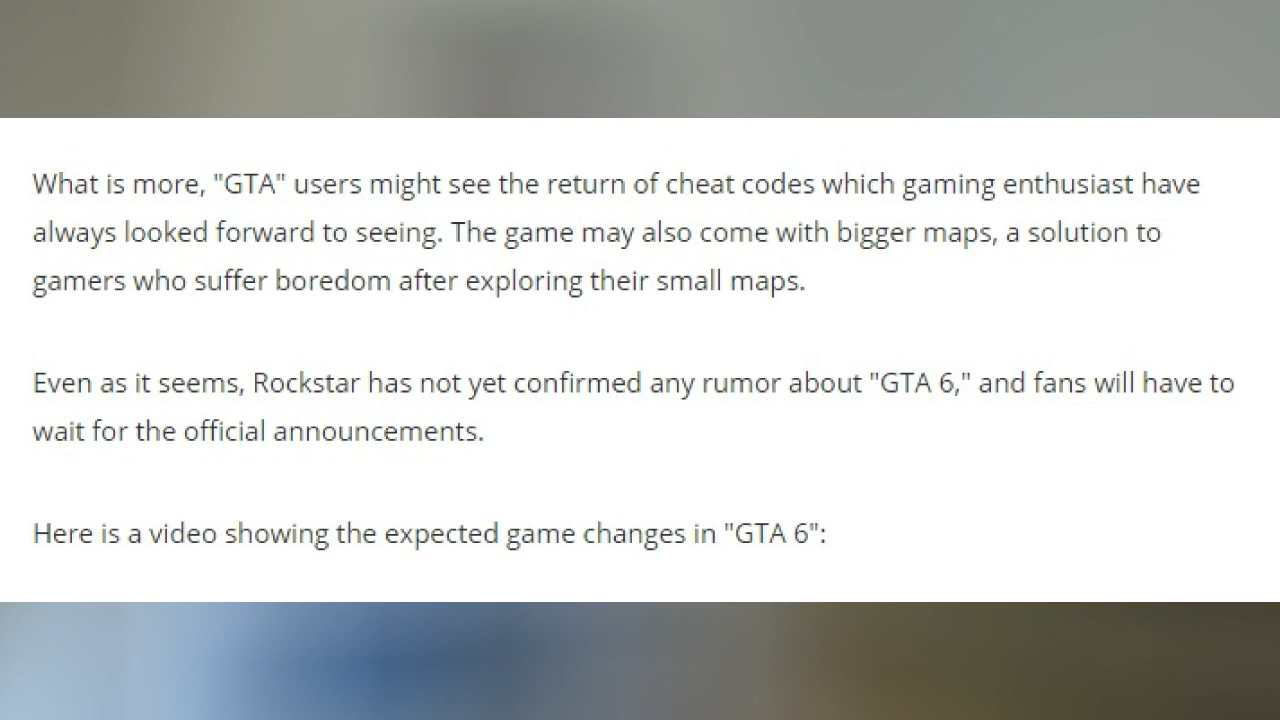 What is more, "GTA" users might see the return of cheat codes which gaming enthusiast have
always looked forward to seeing. The game may also come with bigger maps, a solution to
gamers who suffer boredom after exploring their small maps.
Even as it seems, Rockstar has not yet confirmed any rumor about "GTA 6," and fans will have to
wait for the official announcements.
Here is a video showing the expected game changes in "GTA 6":